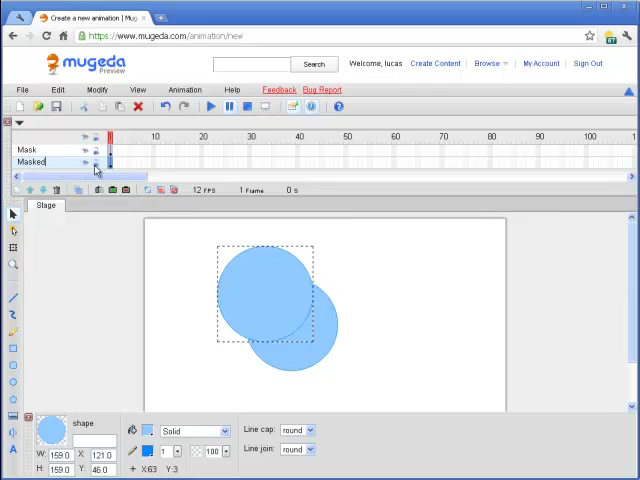 Create a new animation | Mug
https://www.mugeda.com/animation/new
mugeda
Preview
Search
Welcome, lucas
Create Content
Browse
My Account
Sign Out
File Edit Modify View Animation Help Feedback Bug Report
1 10 20 30 40 50 60 70 80 90 100
Mask
Masked
12 FPS 1 Frame 0 S
Stage
shape
Solid
Line cap: round
W: 159.0 X: 121.0
1 100
Line join: round
H: 159.0 Y: 46.0
X:63 Y:3